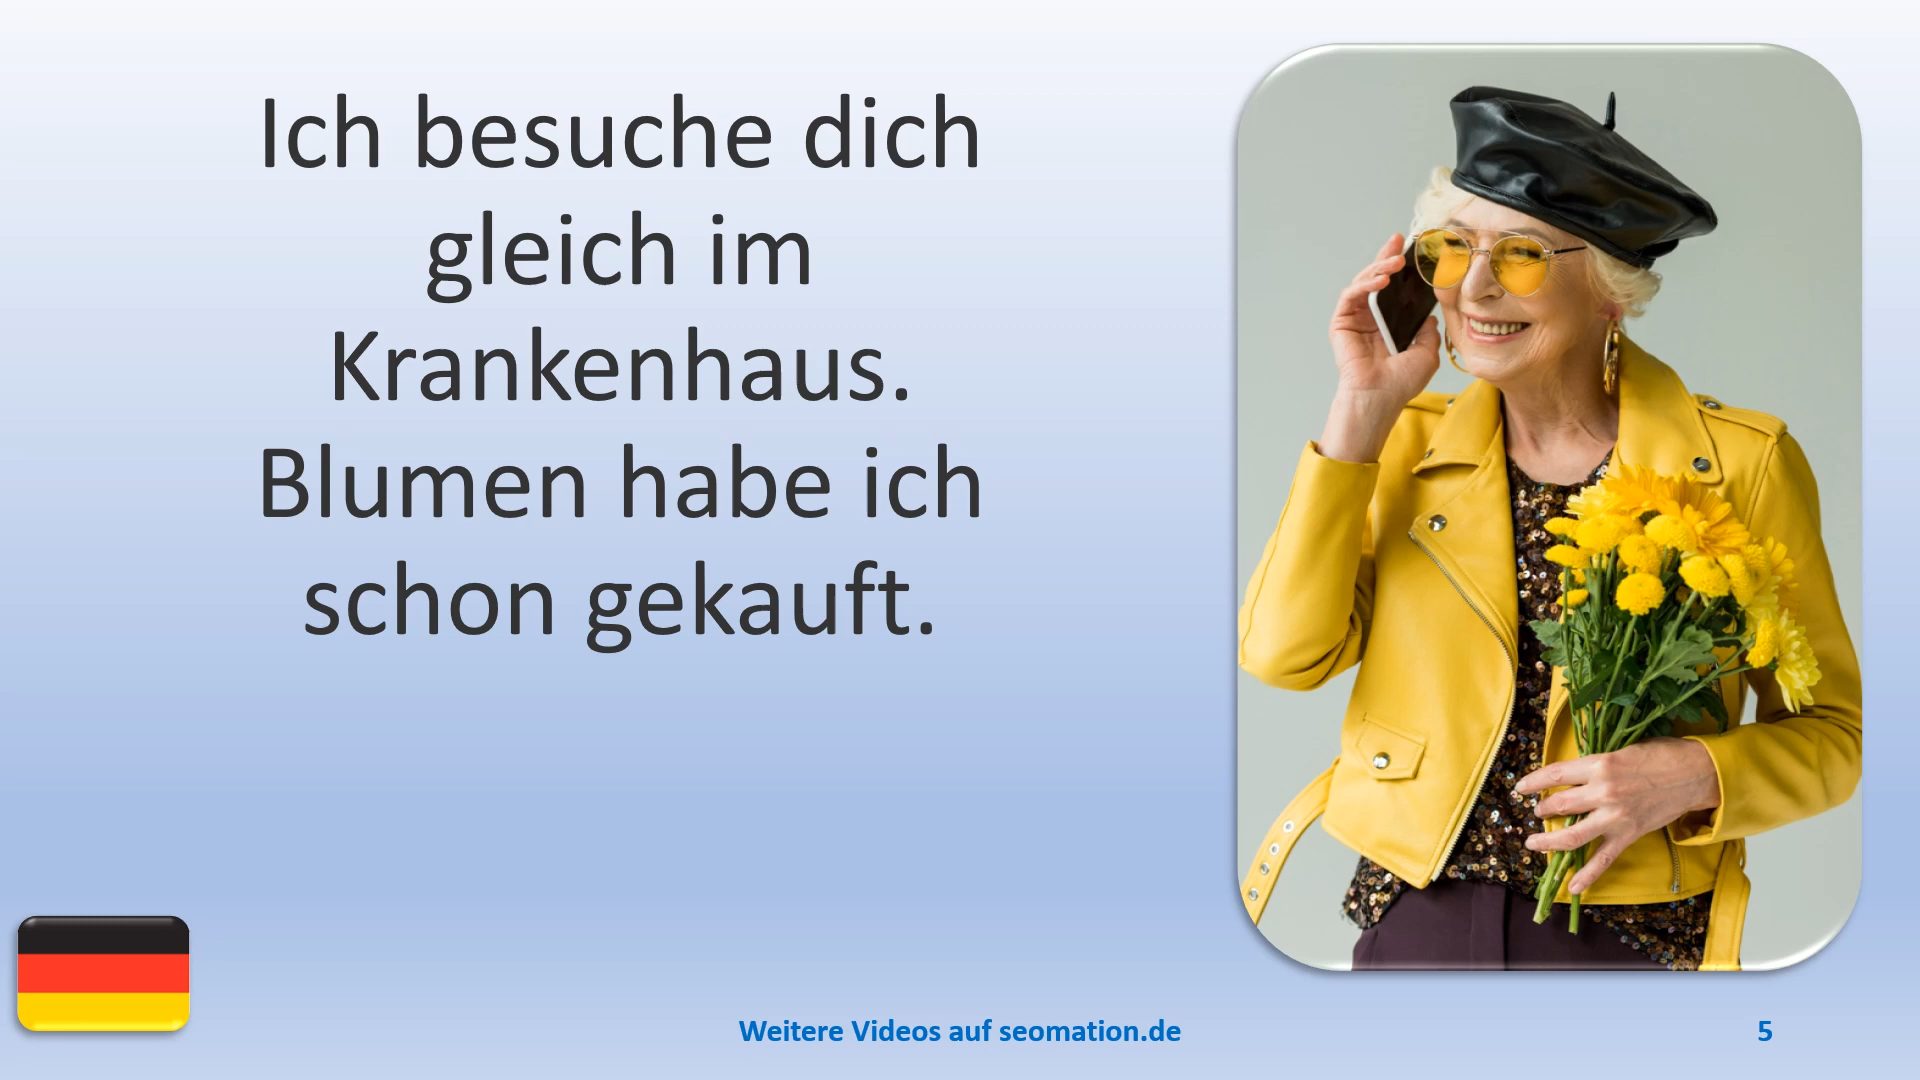 Ich besuche dich
gleich im
Krankenhaus.
Blumen habe ich
schon gekauft.
Weitere Videos auf seomation.de
5